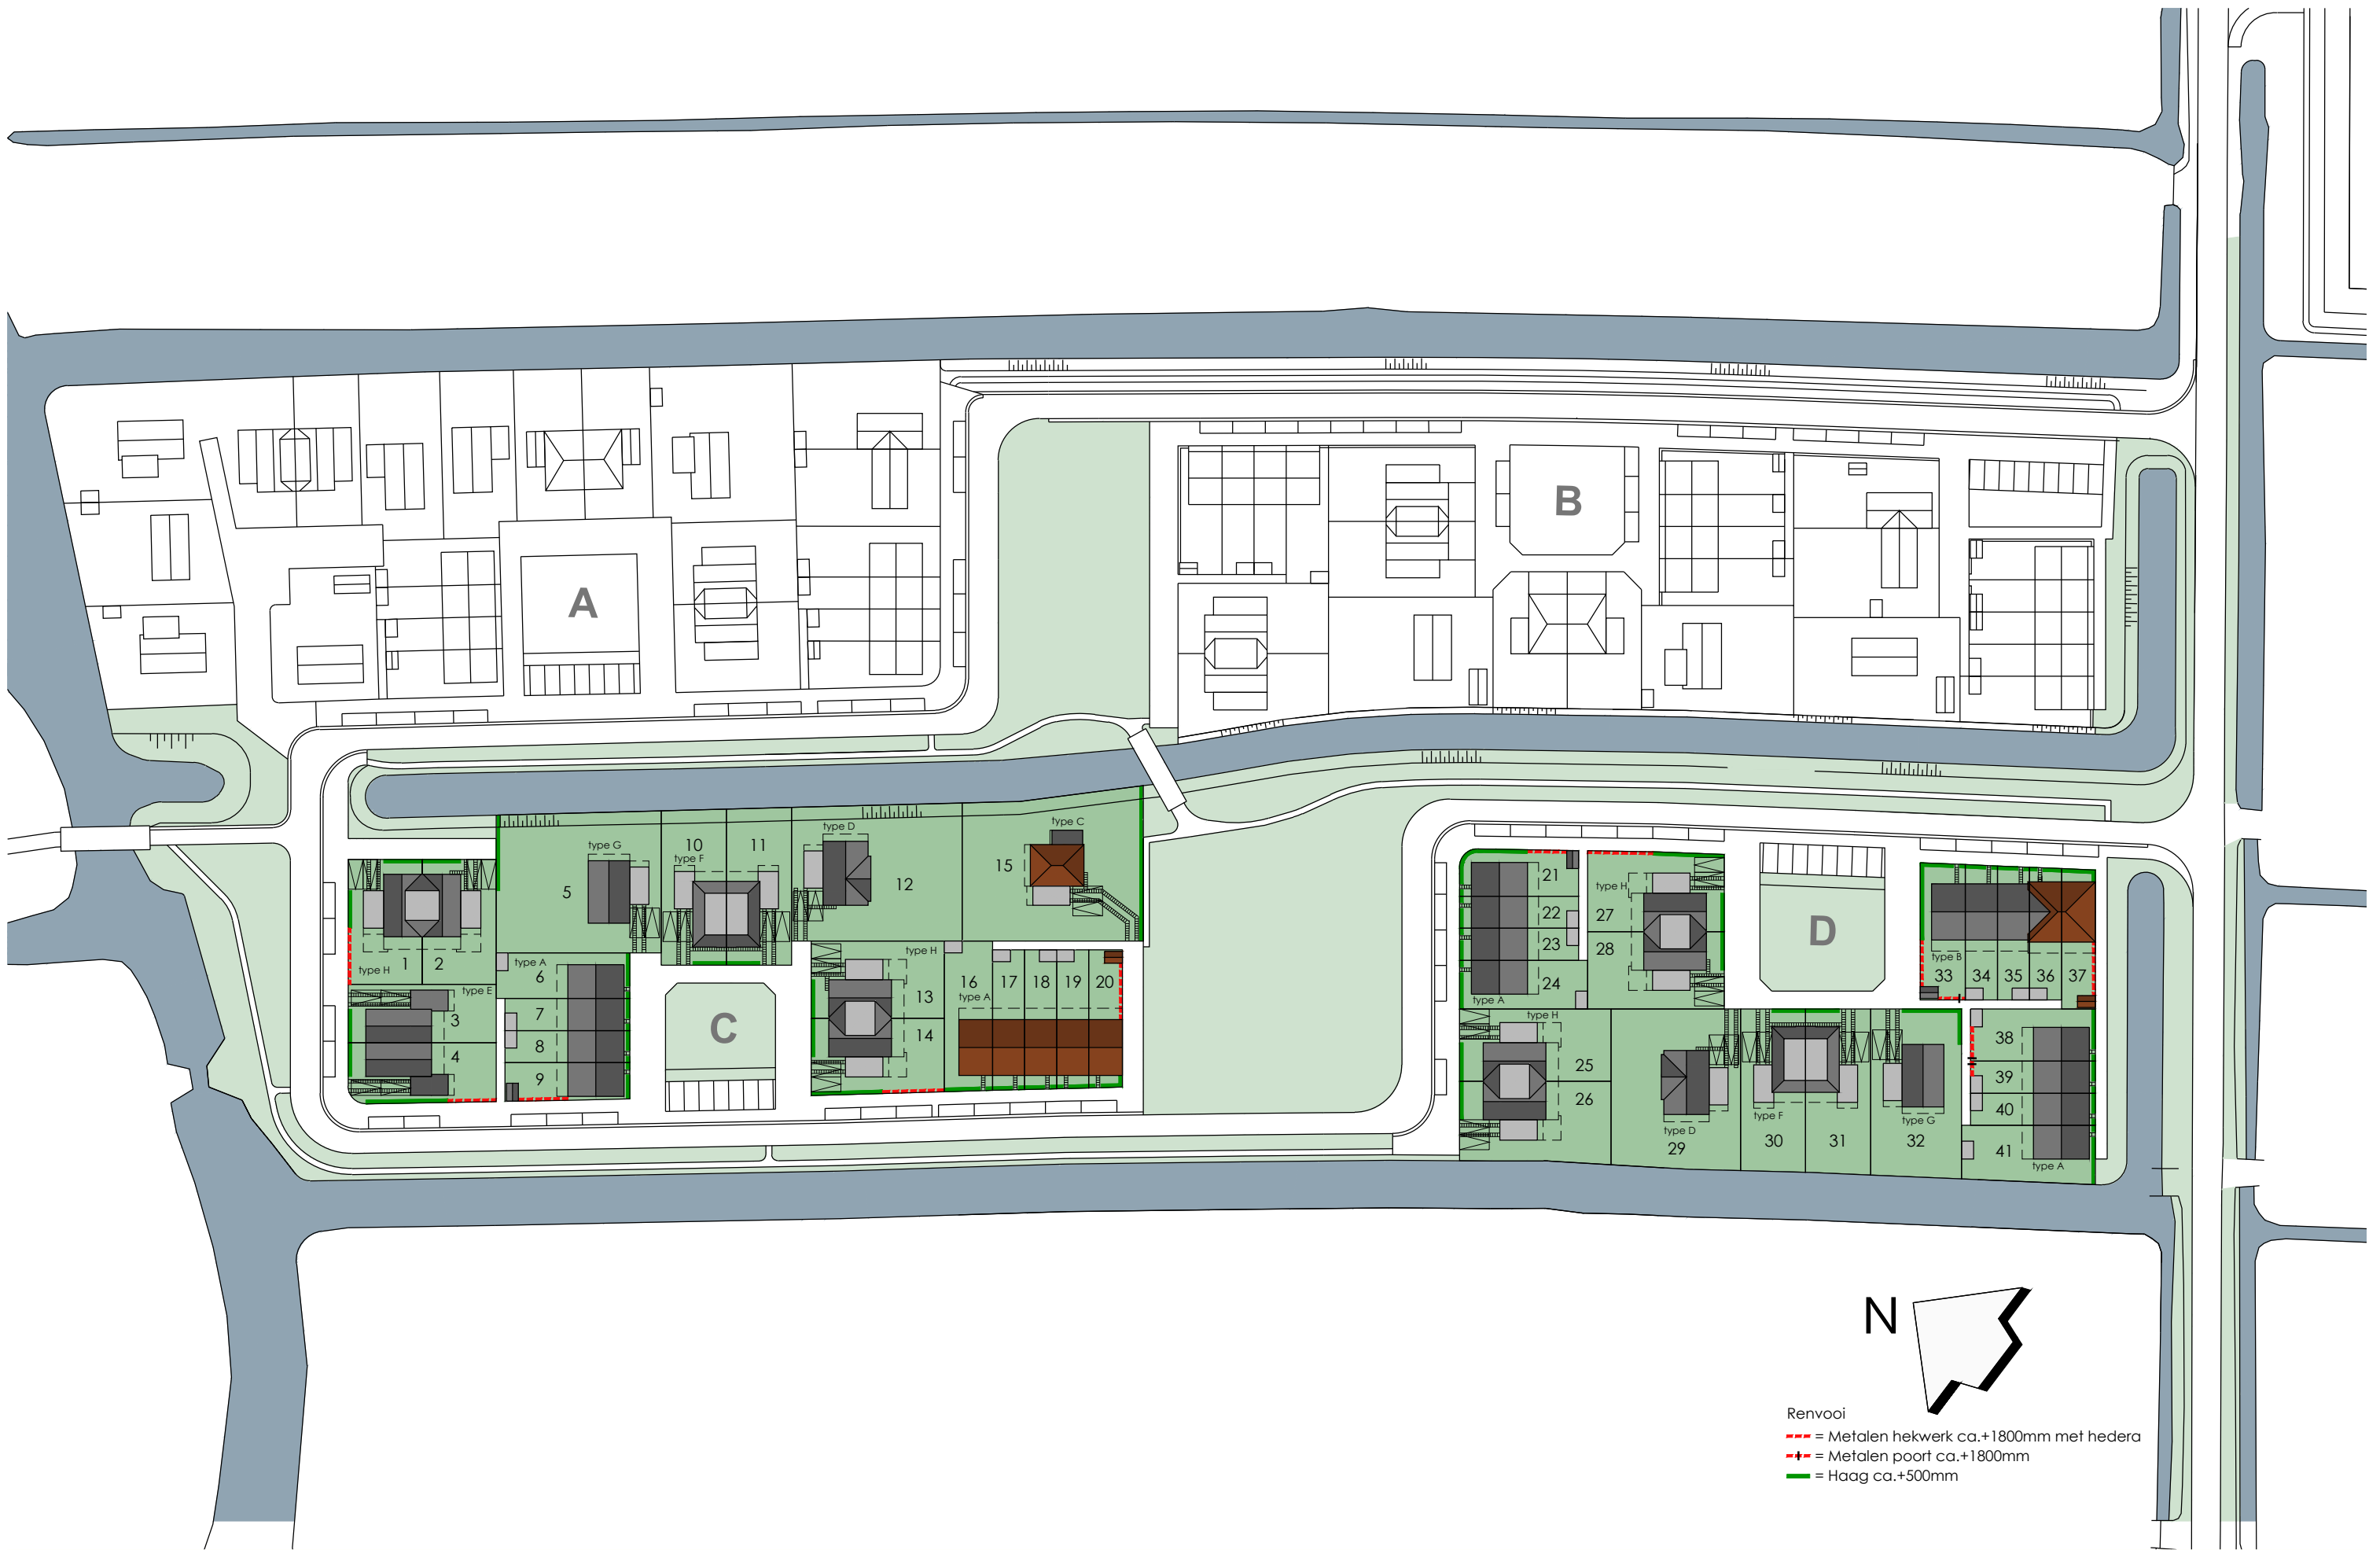 B
A
type D
type C
type G
10
11
type F
15
5
12
21
type H
22
27
D
23
28
type H
1
2
type A
6
type H
type B
33
34
35
36
37
24
type A
type E
16
17
18
19
20
type A
13
3
7
C
14
type H
38
4
8
25
39
9
26
40
type F
type G
type D
29
30
31
32
41
type A
N
Renvooi
= Metalen hekwerk ca.+1800mm met hedera
= Metalen poort ca.+1800mm
= Haag ca.+500mm